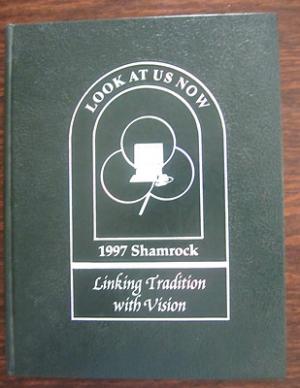 LOOK AT US NOW
1997 Shamrock
Linking Tradition
with Vision